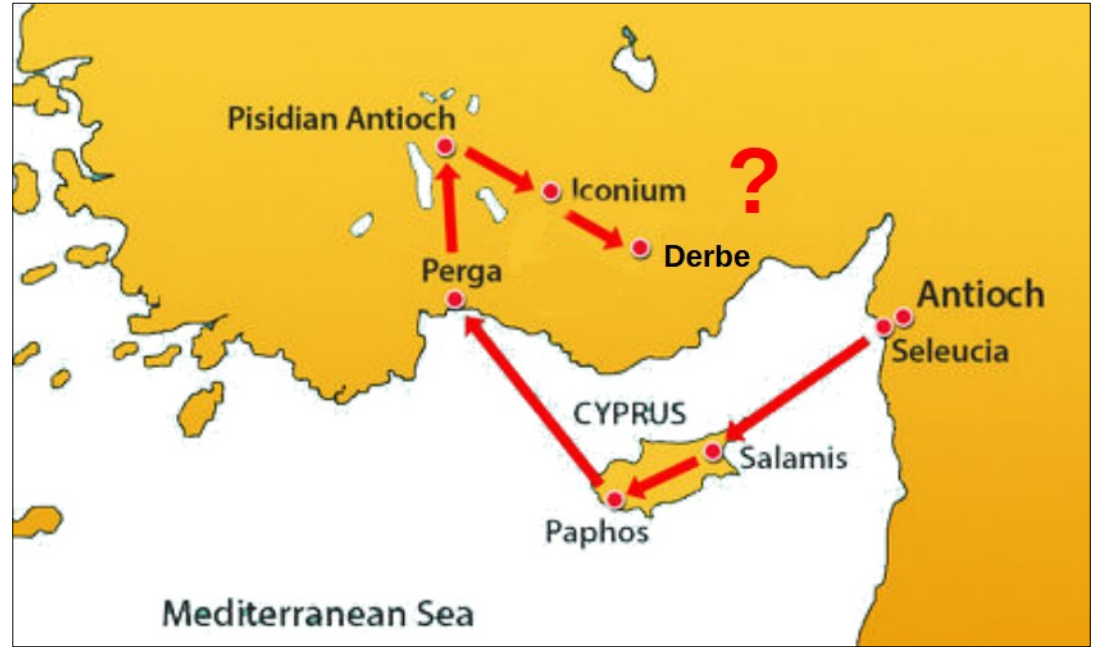 Pisidian Antioch
?
Iconium
Derbe
Perga
Antioch
Seleucia
CYPRUS
Salamis
Paphos
Mediterranean Sea